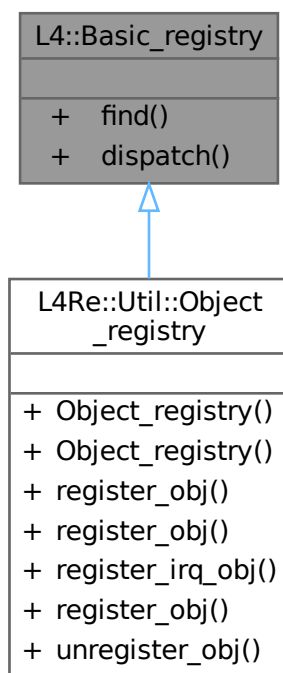 L4::Basic_registry
+ find()
+ dispatch()
L4Re::Util::Object
_registry
+ Object_registry()
+ Object_registry()
+ register_obj()
+ register_obj()
+ register_irq_obj()
+ register_obj()
+ unregister_obj()